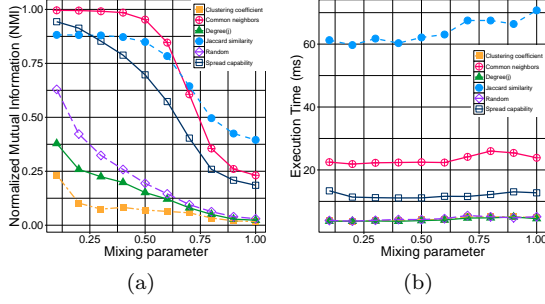 Normalized Mutual Information (NMI)
1.00
0.75
0.50
0.25
0.00
Clustering coefficient
Common neighbors
Degree(j)
Jaccard similarity
Random
Spread capability
0.25 0.50 0.75 1.00
Mixing parameter
(a)
Execution Time (ms)
60
40
20
Clustering coefficient
Common neighbors
Degree(j)
Jaccard similarity
Random
Spread capability
0.25 0.50 0.75 1.00
Mixing parameter
(b)